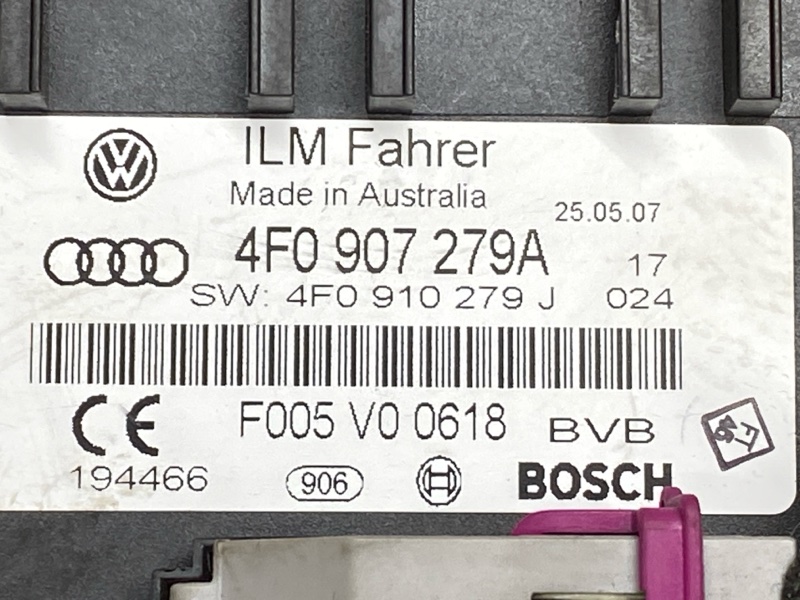 ILM Fahrer
Made in Australia
25.05.07
4F0 907 279A
17
SW: 4F0 910 279 J
024
F005 V0 0618
BVB
194466
906
BOSCH